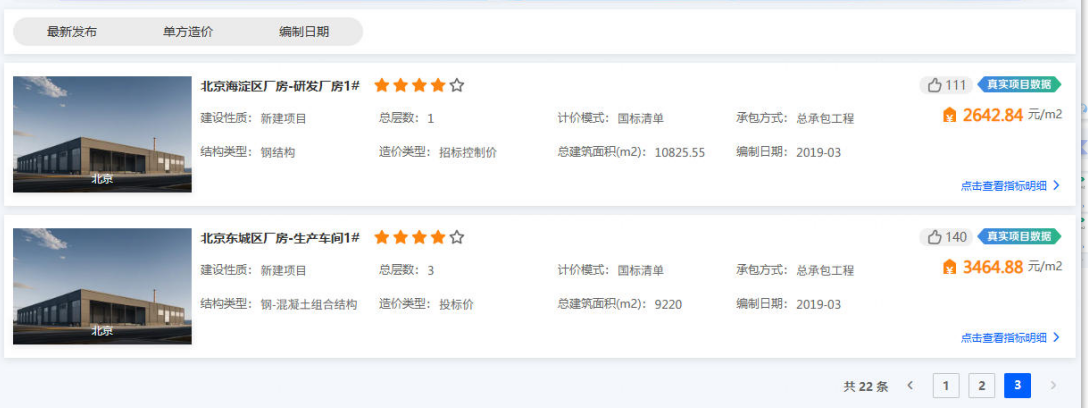 最新发布 单方造价 编制日期
北京海淀区厂房-研发厂房1# 111 真实项目数据
建设性质： 新建项目 总层数： 1 计价模式： 国标清单 承包方式： 总承包工程 ¥ 2642.84 元/m2
结构类型： 钢结构 造价类型： 招标控制价 总建筑面积(m2)： 10825.55 编制日期： 2019-03
北京
点击查看指标明细 >
北京东城区厂房-生产车间1# 140 真实项目数据
建设性质： 新建项目 总层数： 3 计价模式： 国标清单 承包方式： 总承包工程 ¥ 3464.88 元/m2
结构类型： 钢-混凝土组合结构 造价类型： 投标价 总建筑面积(m2)： 9220 编制日期： 2019-03
北京
点击查看指标明细 >
共 22 条 < 1 2 3 >